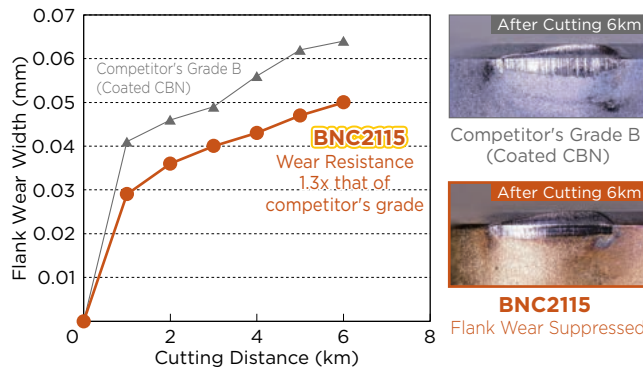 Flank Wear Width (mm)
0.07
0.06
0.05
0.04
0.03
0.02
0.01
0
Competitor's Grade B
(Coated CBN)
BNC2115
Wear Resistance
1.3x that of
competitor's grade
0 2 4 6 8
Cutting Distance (km)
After Cutting 6km
Competitor's Grade B
(Coated CBN)
After Cutting 6km
BNC2115
Flank Wear Suppressed